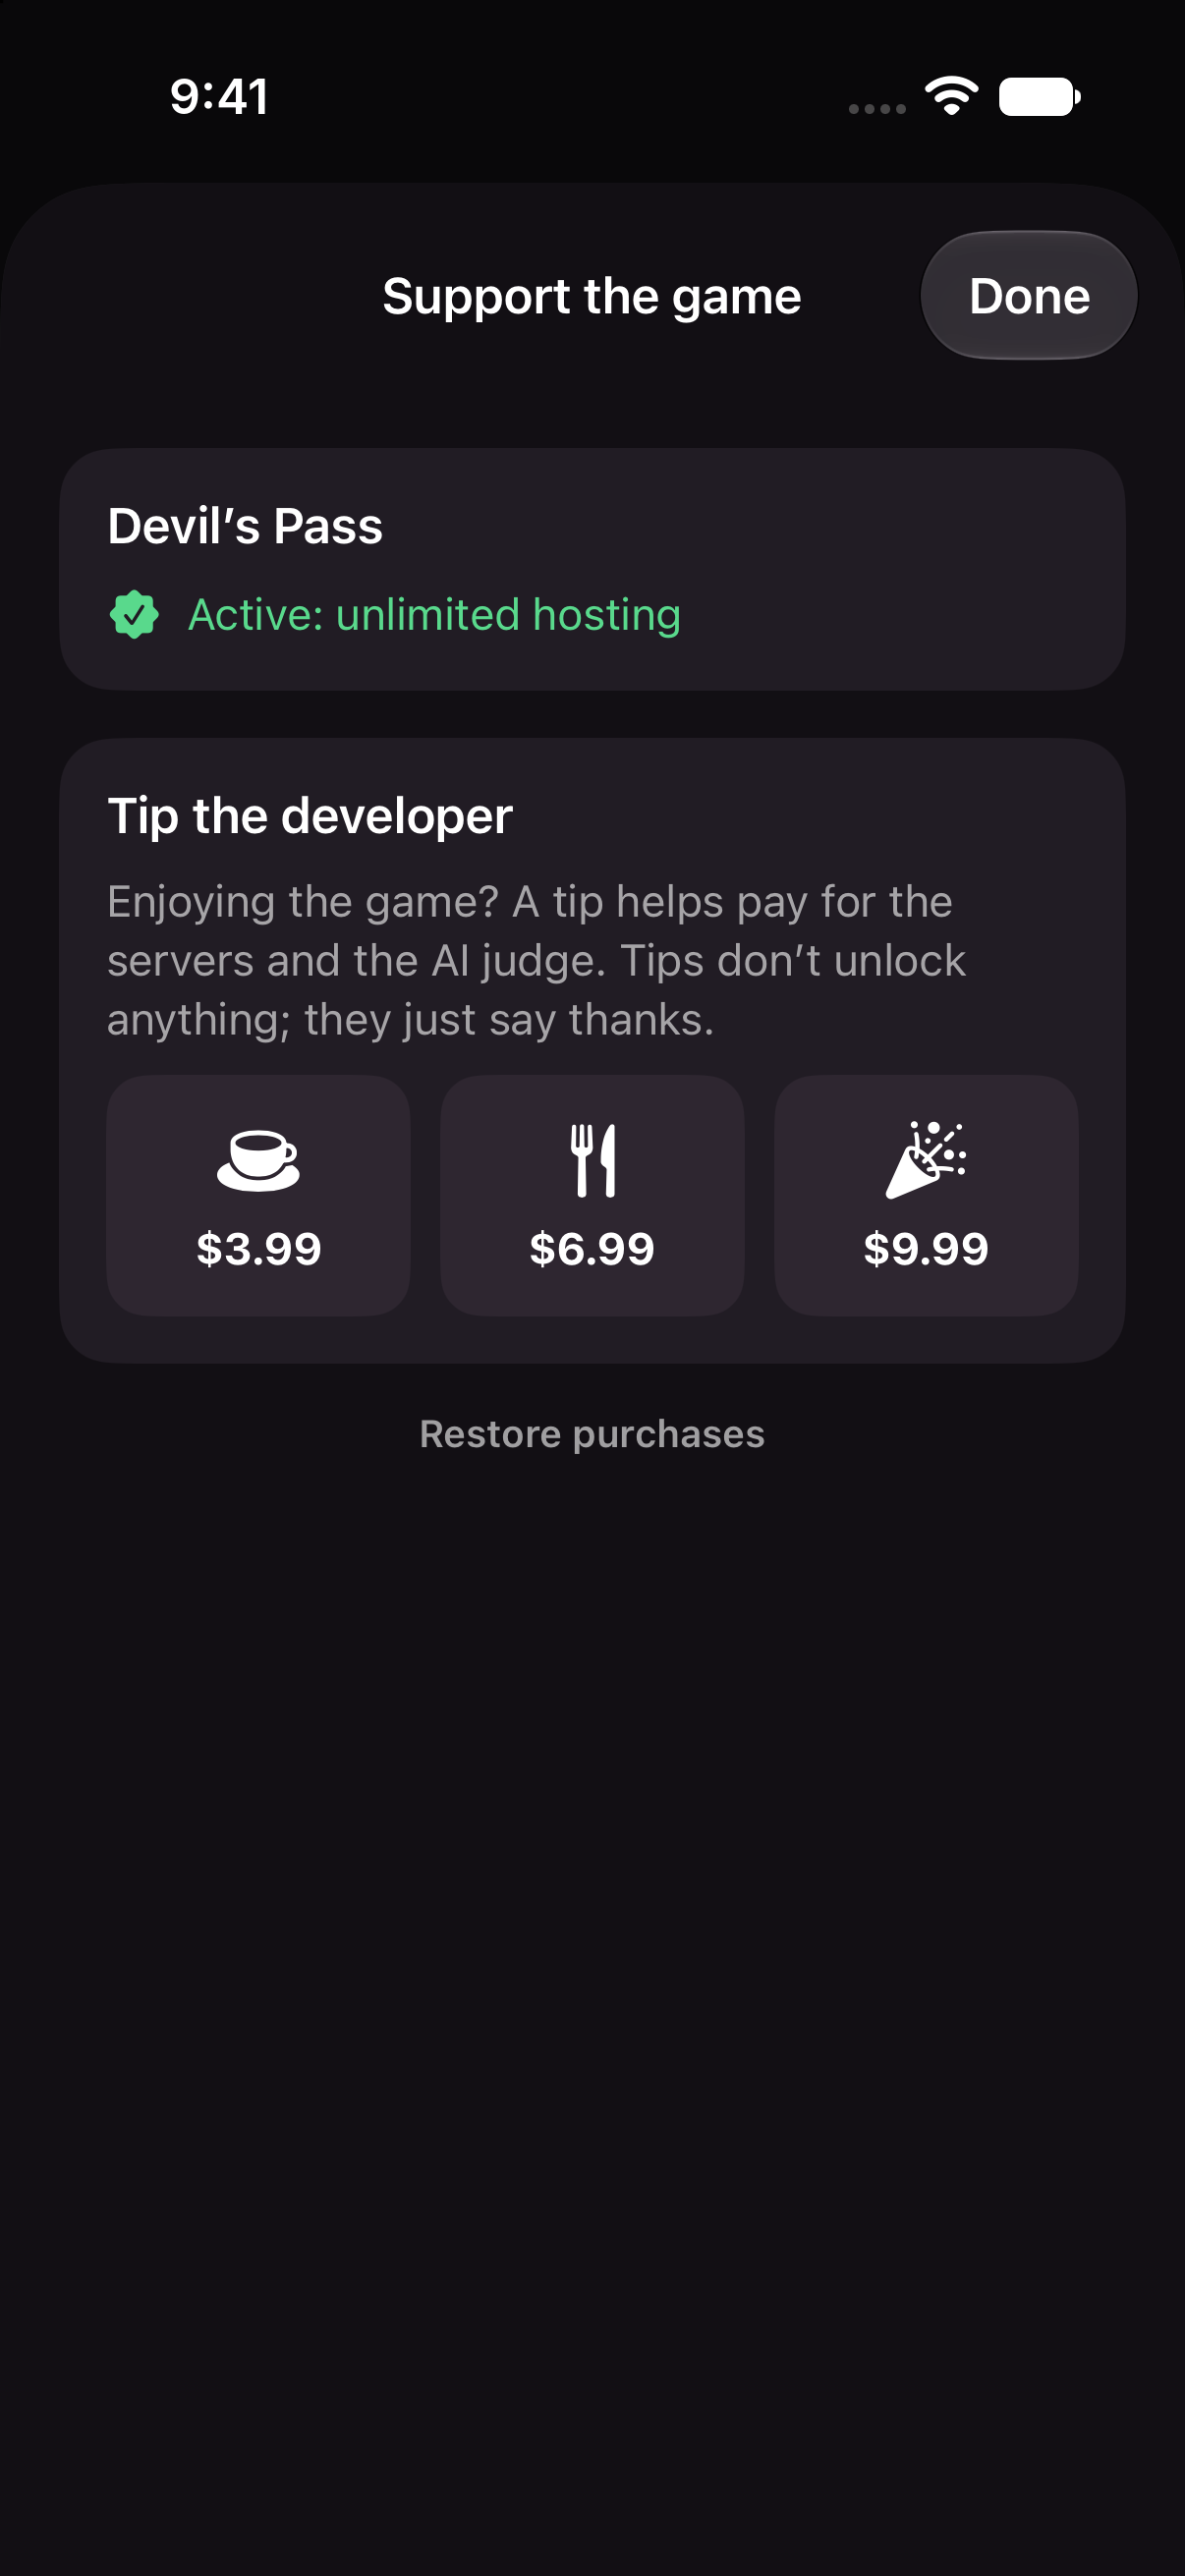 9:41
Support the game
Done
Devil’s Pass
Active: unlimited hosting
Tip the developer
Enjoying the game? A tip helps pay for the
servers and the AI judge. Tips don’t unlock
anything; they just say thanks.
$3.99
$6.99
$9.99
Restore purchases